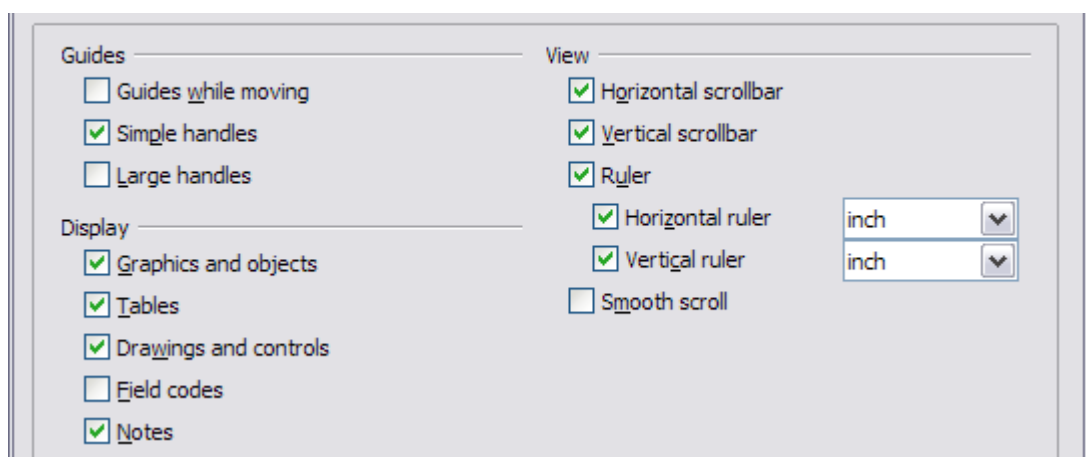 Guides
Guides while moving
Simple handles
Large handles
Display
Graphics and objects
Tables
Drawings and controls
Field codes
Notes
View
Horizontal scrollbar
Vertical scrollbar
Ruler
Horizontal ruler inch
Vertical ruler inch
Smooth scroll